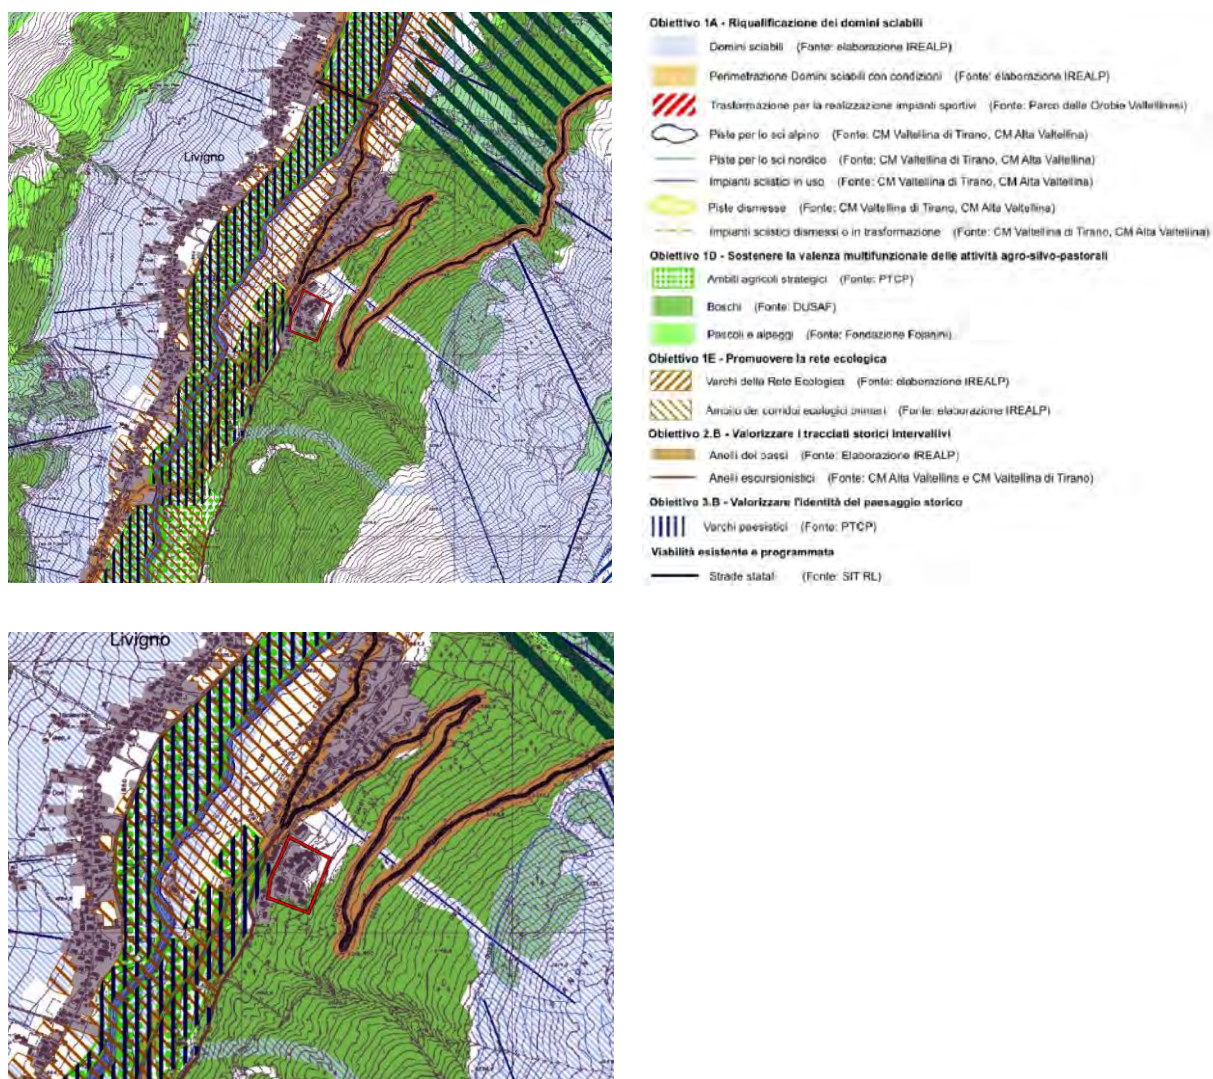 Livigno
Obiettivo 1A - Riqualificazione dei domini sciabili
Domini sciabili (Fonte: elaborazione IREALP)
Perimetrazione Domini sciabili con condizioni (Fonte: elaborazione IREALP)
Trasformazione per la realizzazione impianti sportivi (Fonte: Parco delle Orobie Valtellinesi)
Piste per lo sci alpino (Fonte: CM Valtellina di Tirano, CM Alta Valtellina)
Piste per lo sci nordico (Fonte: CM Valtellina di Tirano, CM Alta Valtellina)
Impianti sciistici in uso (Fonte: CM Valtellina di Tirano, CM Alta Valtellina)
Piste dismesse (Fonte: CM Valtellina di Tirano, CM Alta Valtellina)
Impianti sciistici dismessi o in trasformazione (Fonte: CM Valtellina di Tirano, CM Alta Valtellina)
Obiettivo 1D - Sostenere la valenza multifunzionale delle attività agro-silvo-pastorali
Ambiti agricoli strategici (Fonte: PTCP)
Boschi (Fonte: DUSAF)
Pascoli e alpeggi (Fonte: Fondazione Fojanini)
Obiettivo 1E - Promuovere la rete ecologica
Varchi della Rete Ecologica (Fonte: elaborazione IREALP)
Ambito dei corridoi ecologici primari (Fonte: elaborazione IREALP)
Obiettivo 2.B - Valorizzare i tracciati storici intervallivi
Anelli dei passi (Fonte: Elaborazione IREALP)
Anelli escursionistici (Fonte: CM Alta Valtellina e CM Valtellina di Tirano)
Obiettivo 3.B - Valorizzare l'identità del paesaggio storico
Varchi paesistici (Fonte: PTCP)
Viabilità esistente e programmata
Strade statali (Fonte: SIT RL)
Livigno